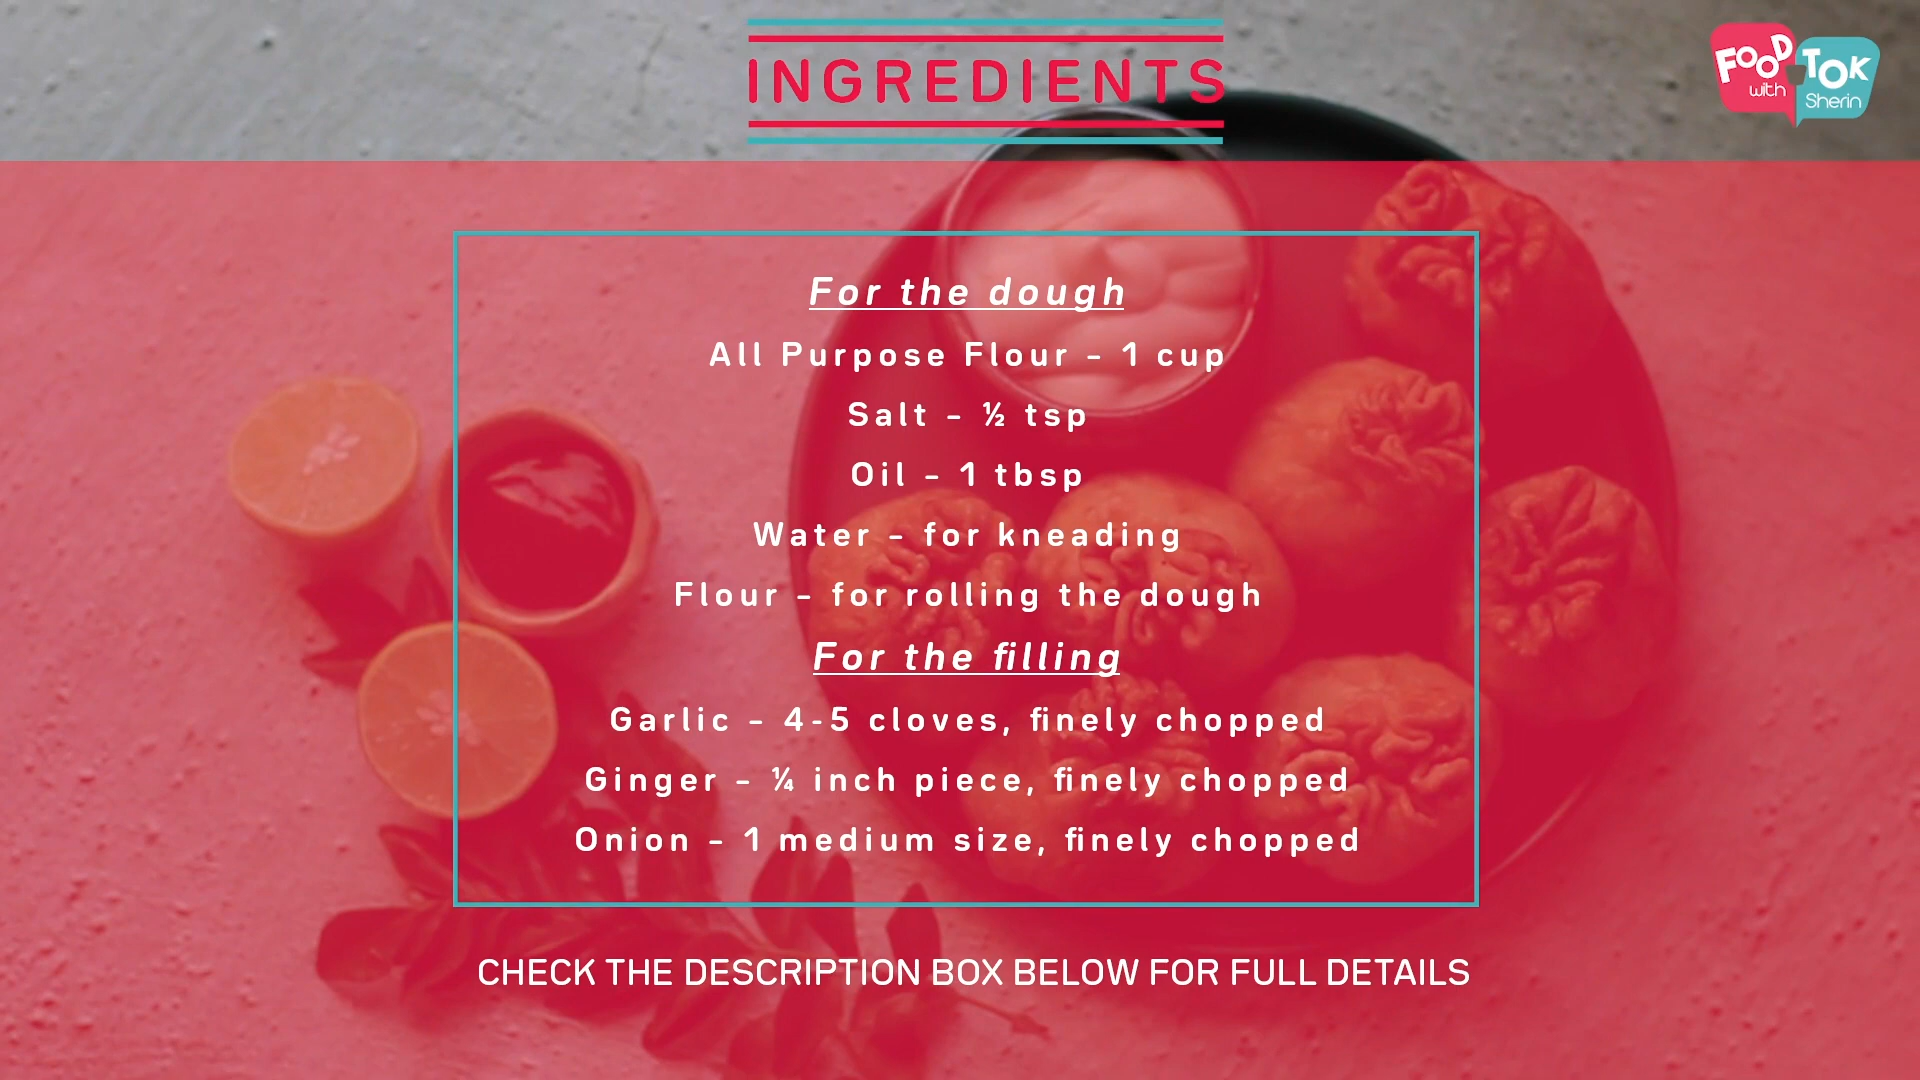 INGREDIENTS
FOOD TOK
with Sherin
For the dough
All Purpose Flour - 1 cup
Salt - ½ tsp
Oil - 1 tbsp
Water - for kneading
Flour - for rolling the dough
For the filling
Garlic - 4-5 cloves, finely chopped
Ginger - ¼ inch piece, finely chopped
Onion - 1 medium size, finely chopped
CHECK THE DESCRIPTION BOX BELOW FOR FULL DETAILS